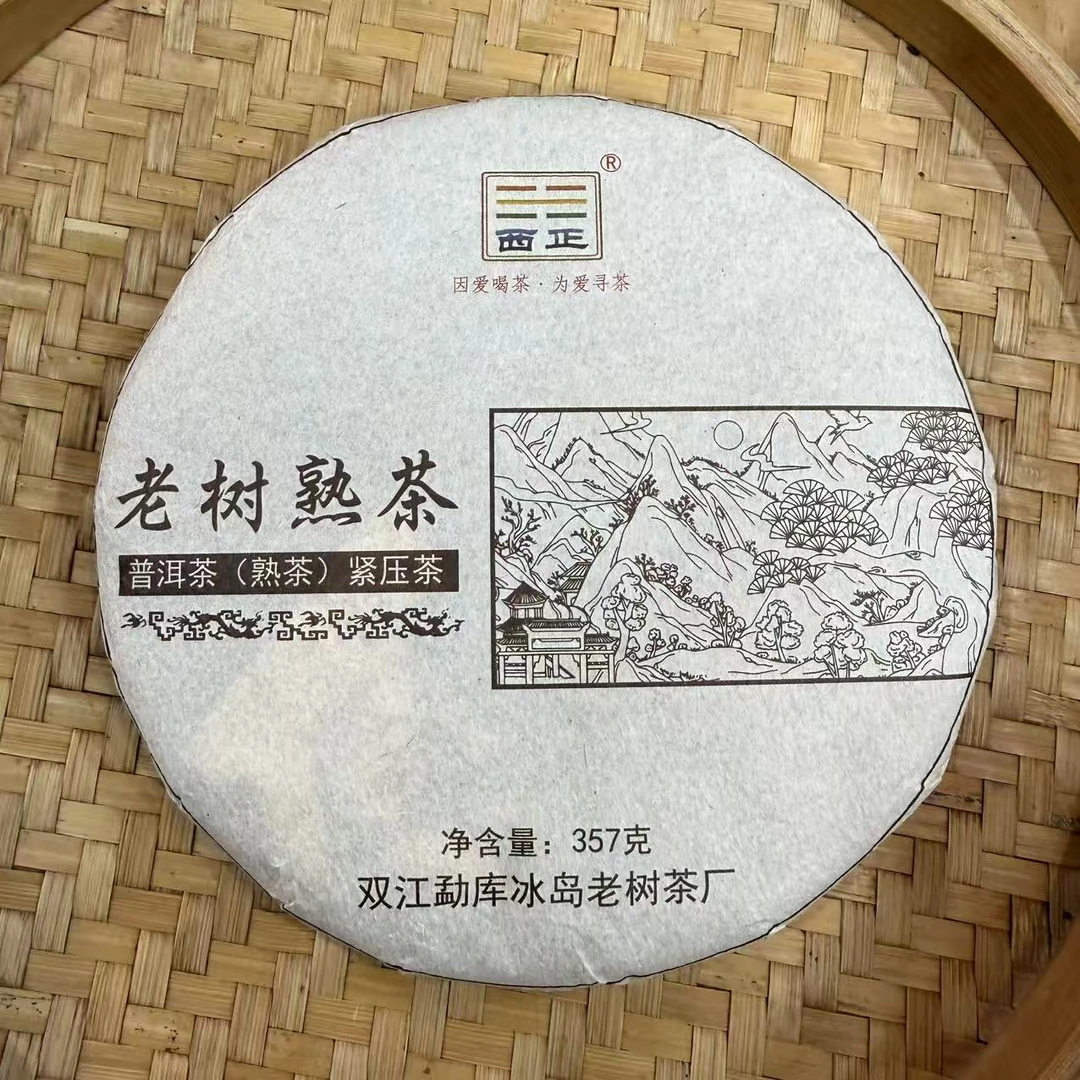 ®
西正
因爱喝茶·为爱寻茶
老树熟茶
普洱茶（熟茶）紧压茶
净含量：357克
双江勐库冰岛老树茶厂